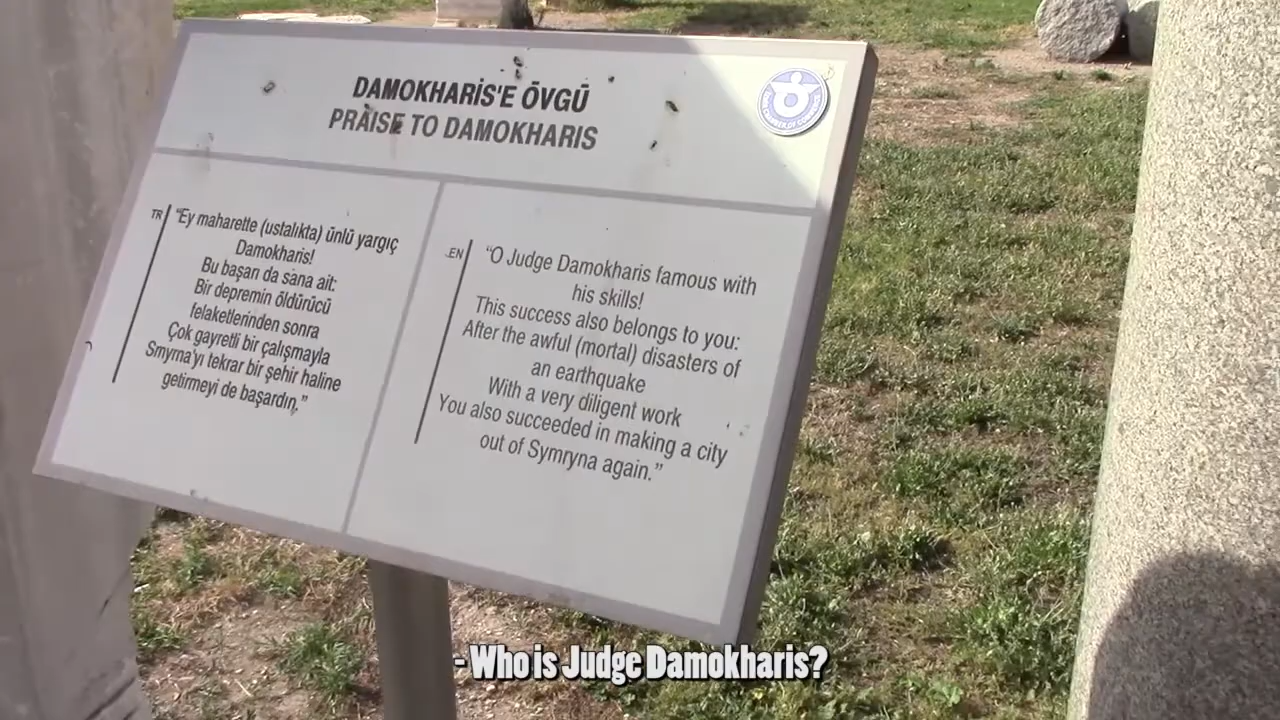 DAMOKHARİS'E ÖVGÜ
PRAISE TO DAMOKHARIS
TR
"Ey maharette (ustalıkta) ünlü yargıç
Damokharis!
Bu başarı da sana ait:
Bir depremin öldürücü
felaketlerinden sonra
Çok gayretli bir çalışmayla
Smyrna'yı tekrar bir şehir haline
getirmeyi de başardın,"
EN
"O Judge Damokharis famous with
his skills!
This success also belongs to you:
After the awful (mortal) disasters of
an earthquake
With a very diligent work
You also succeeded in making a city
out of Symryna again."
- Who is Judge Damokharis?